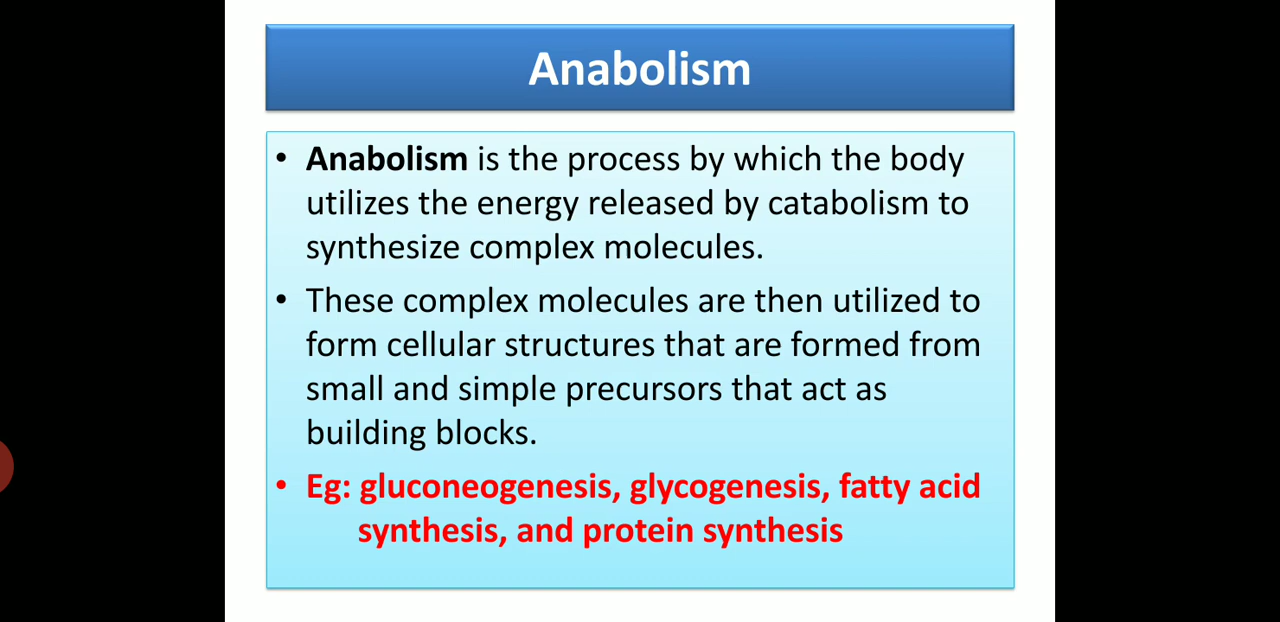 Anabolism
• Anabolism is the process by which the body
utilizes the energy released by catabolism to
synthesize complex molecules.
• These complex molecules are then utilized to
form cellular structures that are formed from
small and simple precursors that act as
building blocks.
• Eg: gluconeogenesis, glycogenesis, fatty acid
synthesis, and protein synthesis